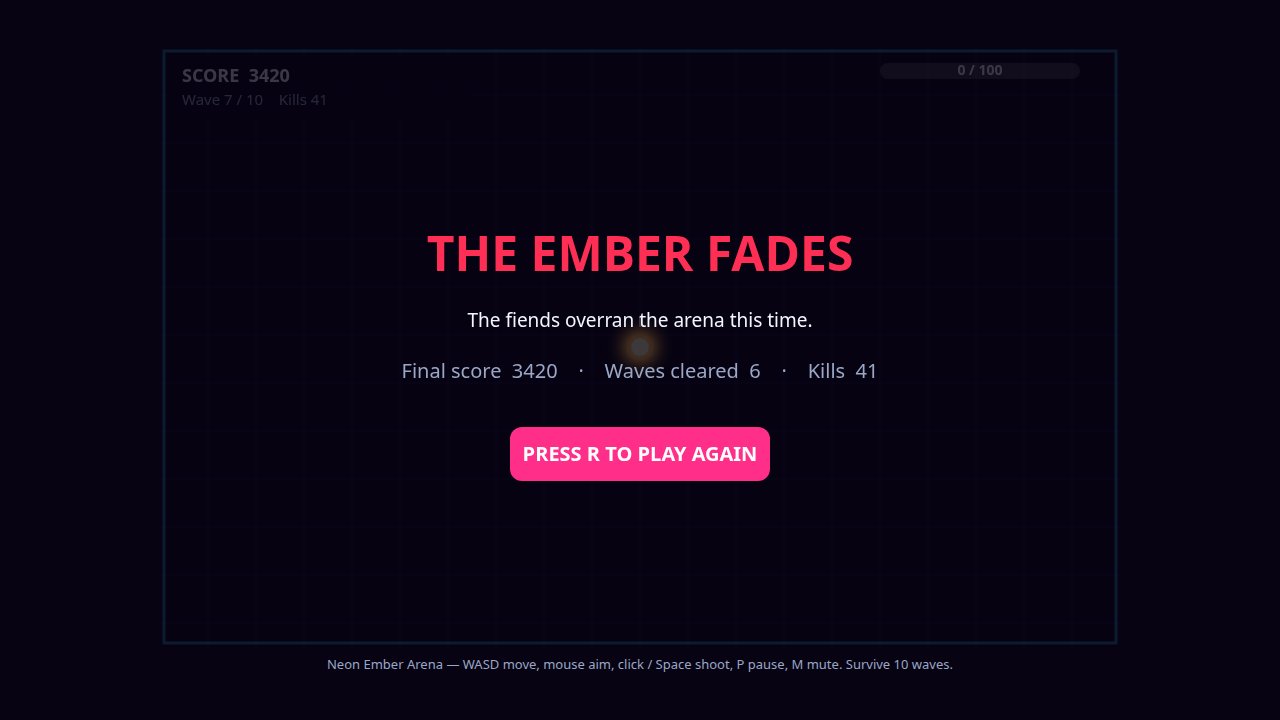 SCORE 3420
0 / 100
Wave 7 / 10 Kills 41
THE EMBER FADES
The fiends overran the arena this time.
Final score 3420 · Waves cleared 6 · Kills 41
PRESS R TO PLAY AGAIN
Neon Ember Arena — WASD move, mouse aim, click / Space shoot, P pause, M mute. Survive 10 waves.